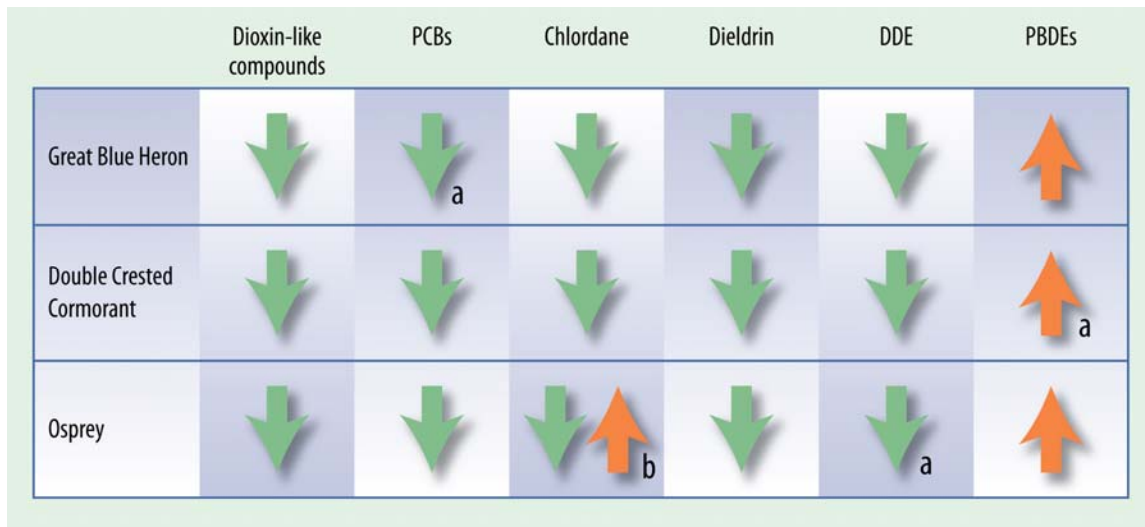 Dioxin-like compounds PCBs Chlordane Dieldrin DDE PBDEs
Great Blue Heron
a
Double Crested
Cormorant
a
Osprey
b
a